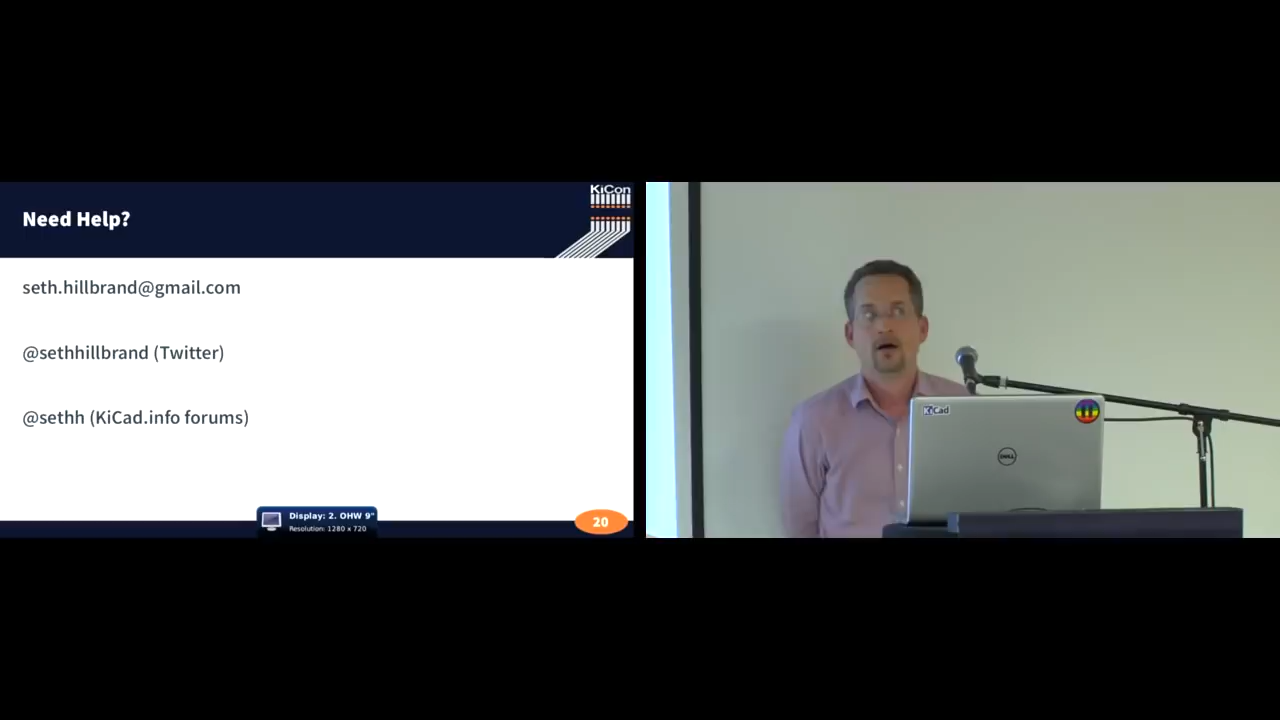 KiCon
Need Help?
seth.hillbrand@gmail.com
@sethhillbrand (Twitter)
@sethh (KiCad.info forums)
Display: 2. OHW 9"
Resolution: 1280 x 720
20
KiCad
DELL